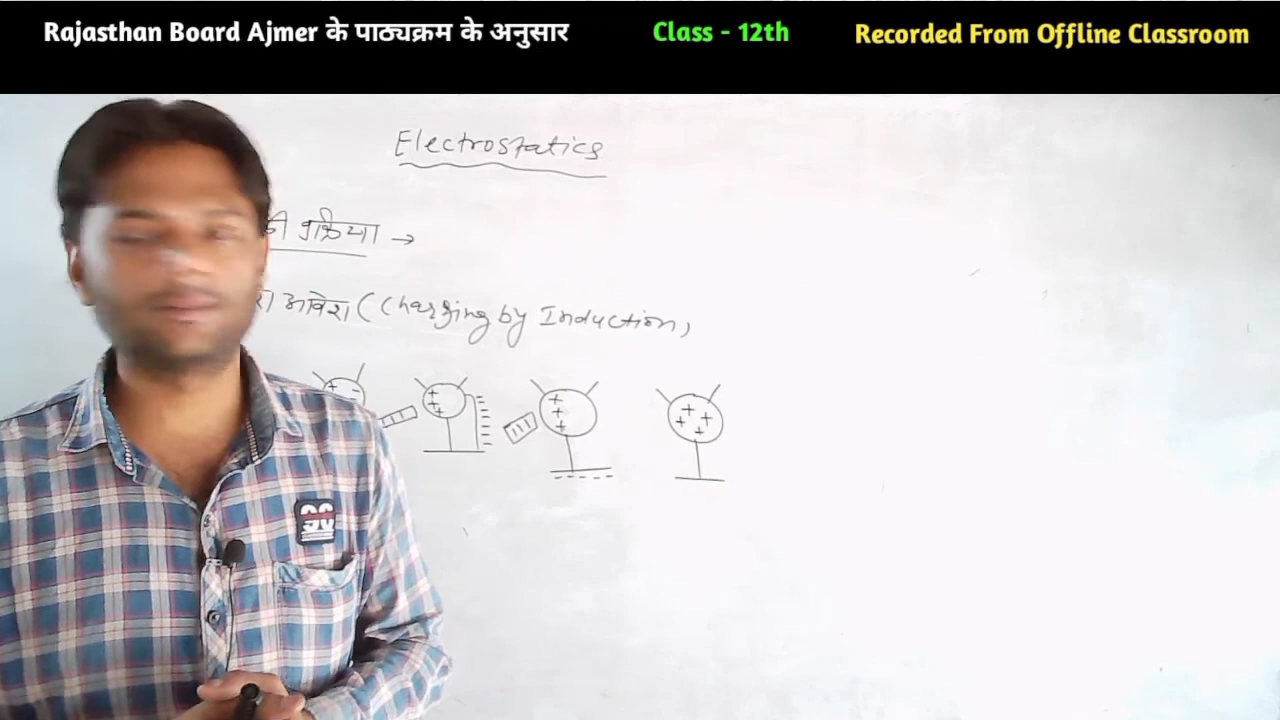 Rajasthan Board Ajmer के पाठ्यक्रम के अनुसार Class - 12th Recorded From Offline Classroom
Electrostatics
की प्रक्रिया →
आवेश (Charging by Induction)